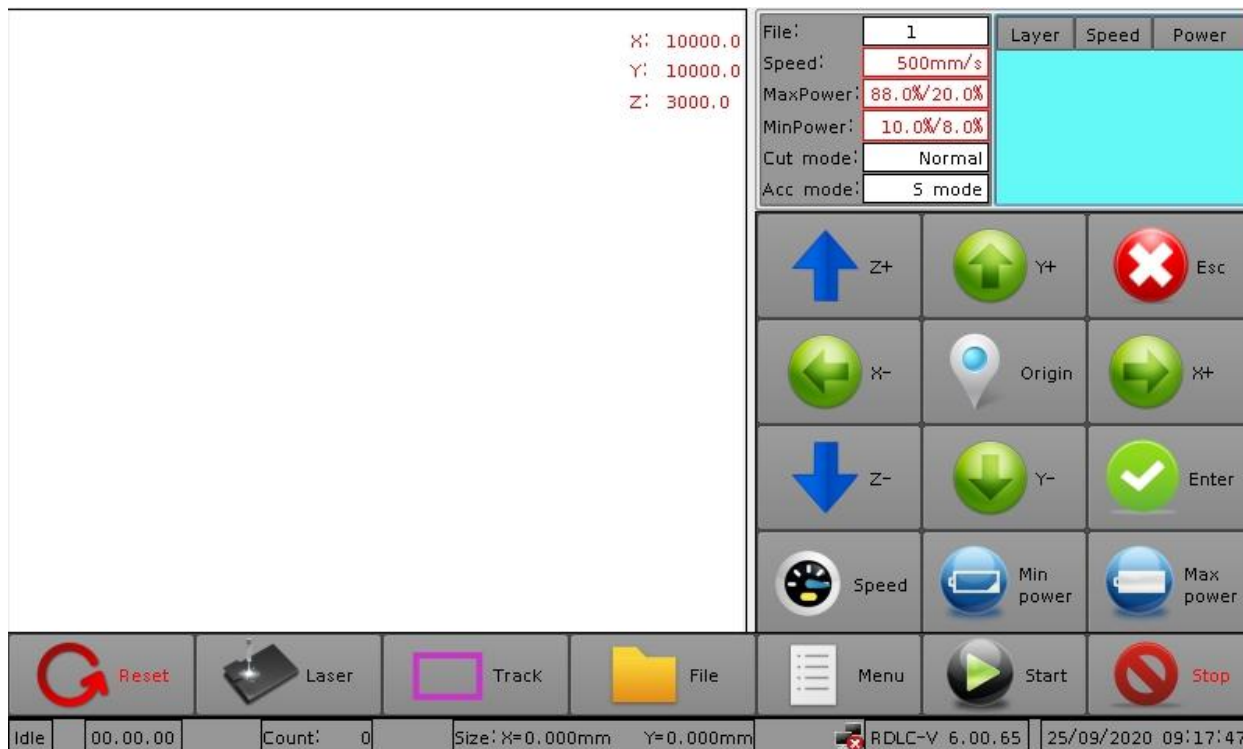 X: 10000.0
Y: 10000.0
Z: 3000.0
File: 1
Speed: 500mm/s
MaxPower: 88.0%/20.0%
MinPower: 10.0%/8.0%
Cut mode: Normal
Acc mode: S mode
Layer Speed Power
Z+ Y+ Esc
X- Origin X+
Z- Y- Enter
Speed Min power Max power
Reset Laser Track File Menu Start Stop
Idle 00.00.00 Count: 0 Size: X=0.000mm Y=0.000mm RDLC-V 6.00.65 25/09/2020 09:17:47